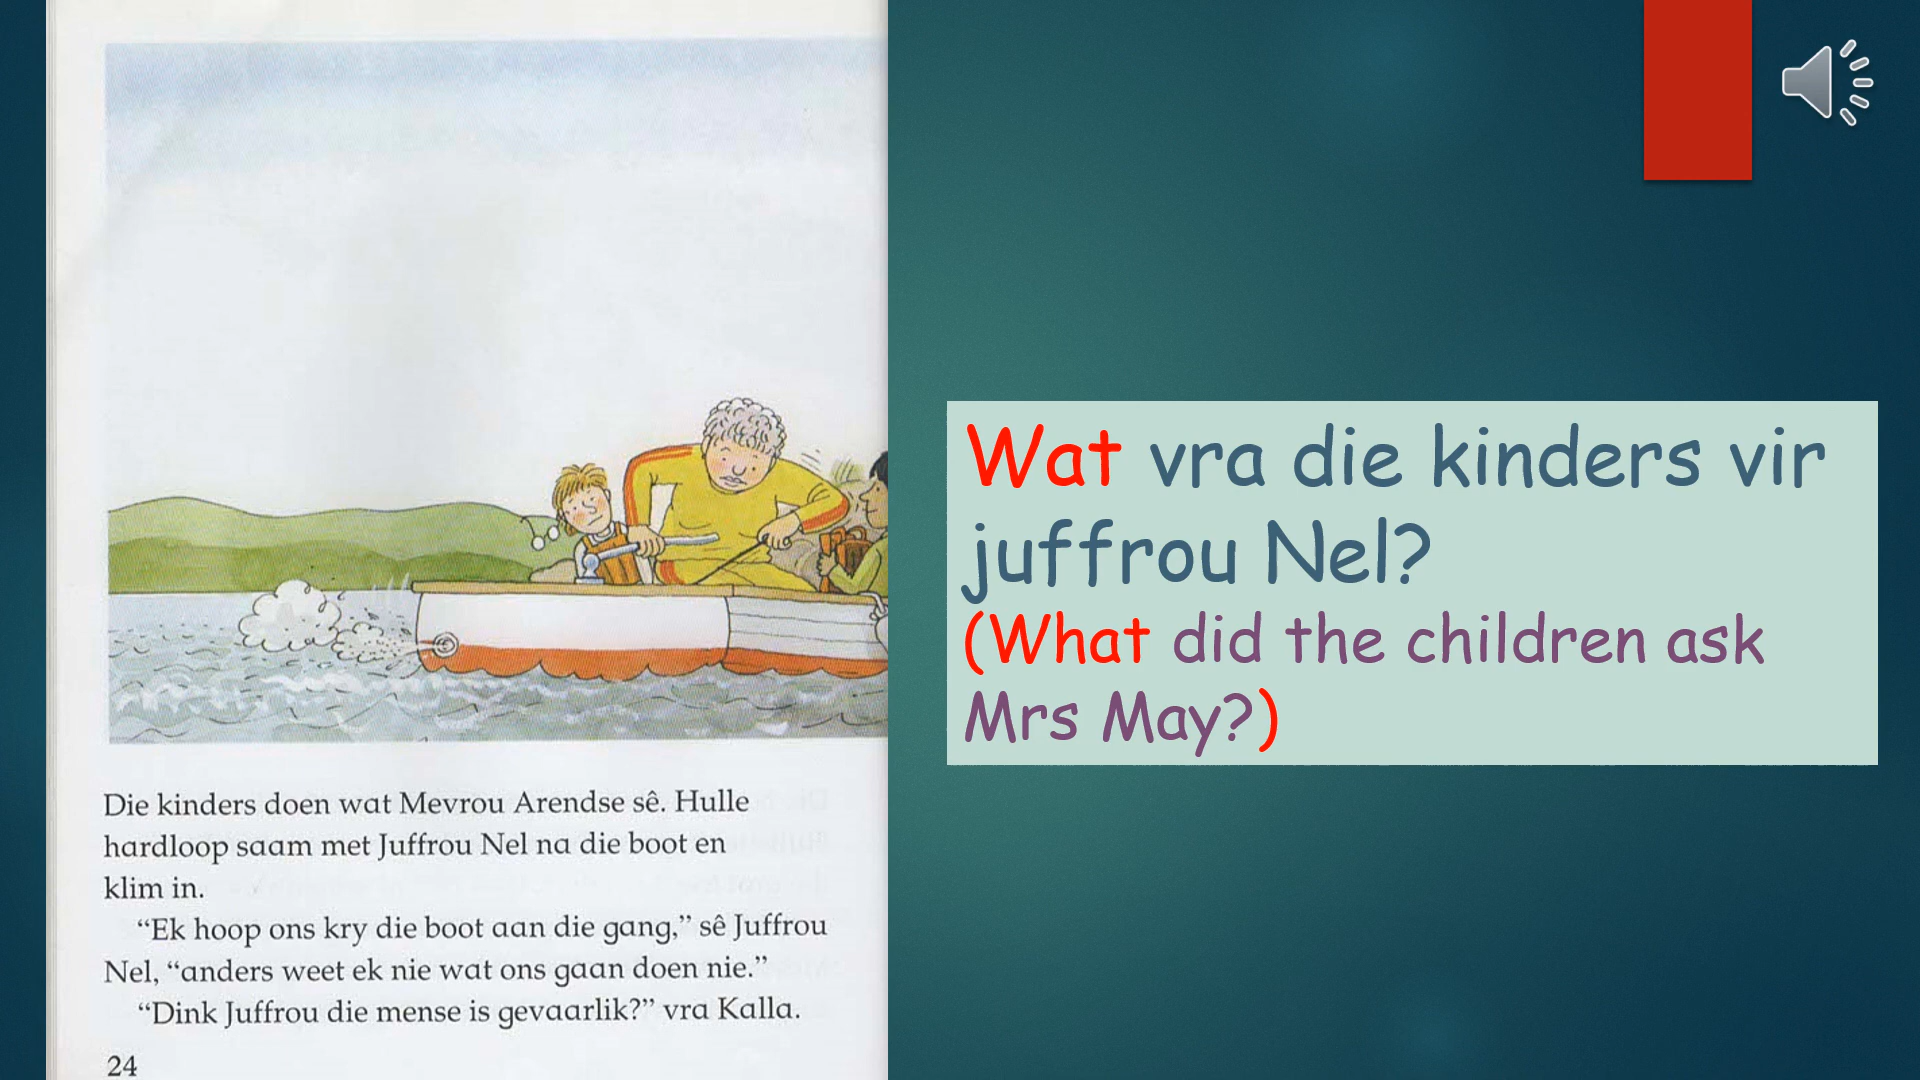 Die kinders doen wat Mevrou Arendse sê. Hulle
hardloop saam met Juffrou Nel na die boot en
klim in.
“Ek hoop ons kry die boot aan die gang,” sê Juffrou
Nel, “anders weet ek nie wat ons gaan doen nie.”
“Dink Juffrou die mense is gevaarlik?” vra Kalla.
24
Wat vra die kinders vir
juffrou Nel?
(What did the children ask
Mrs May?)